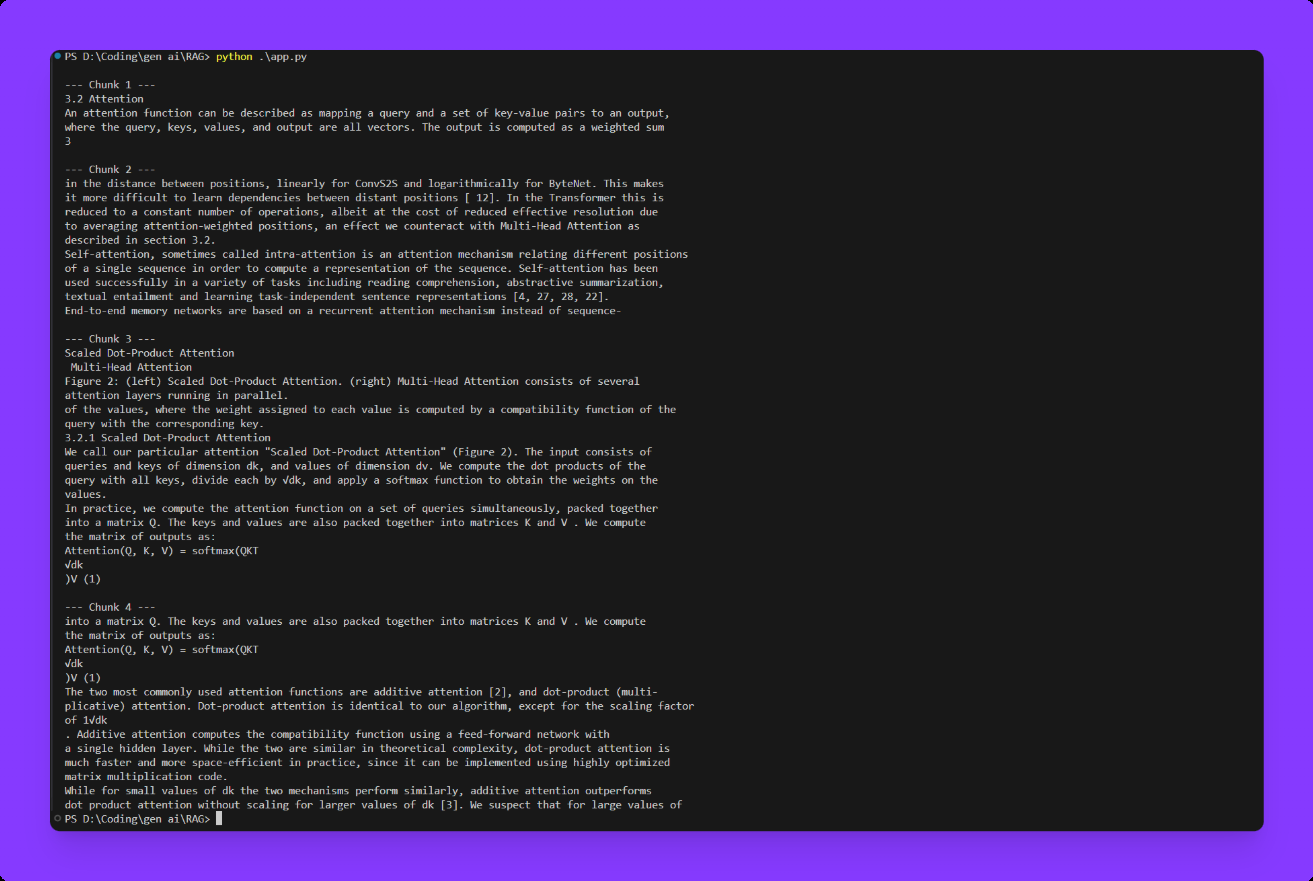 PS D:\Coding\gen ai\RAG> python .\app.py
--- Chunk 1 ---
3.2 Attention
An attention function can be described as mapping a query and a set of key-value pairs to an output,
where the query, keys, values, and output are all vectors. The output is computed as a weighted sum
3
--- Chunk 2 ---
in the distance between positions, linearly for ConvS2S and logarithmically for ByteNet. This makes
it more difficult to learn dependencies between distant positions [ 12]. In the Transformer this is
reduced to a constant number of operations, albeit at the cost of reduced effective resolution due
to averaging attention-weighted positions, an effect we counteract with Multi-Head Attention as
described in section 3.2.
Self-attention, sometimes called intra-attention is an attention mechanism relating different positions
of a single sequence in order to compute a representation of the sequence. Self-attention has been
used successfully in a variety of tasks including reading comprehension, abstractive summarization,
textual entailment and learning task-independent sentence representations [4, 27, 28, 22].
End-to-end memory networks are based on a recurrent attention mechanism instead of sequence-
--- Chunk 3 ---
Scaled Dot-Product Attention
Multi-Head Attention
Figure 2: (left) Scaled Dot-Product Attention. (right) Multi-Head Attention consists of several
attention layers running in parallel.
of the values, where the weight assigned to each value is computed by a compatibility function of the
query with the corresponding key.
3.2.1 Scaled Dot-Product Attention
We call our particular attention "Scaled Dot-Product Attention" (Figure 2). The input consists of
queries and keys of dimension dk, and values of dimension dv. We compute the dot products of the
query with all keys, divide each by √dk, and apply a softmax function to obtain the weights on the
values.
In practice, we compute the attention function on a set of queries simultaneously, packed together
into a matrix Q. The keys and values are also packed together into matrices K and V . We compute
the matrix of outputs as:
Attention(Q, K, V) = softmax(QKT
√dk
)V (1)
--- Chunk 4 ---
into a matrix Q. The keys and values are also packed together into matrices K and V . We compute
the matrix of outputs as:
Attention(Q, K, V) = softmax(QKT
√dk
)V (1)
The two most commonly used attention functions are additive attention [2], and dot-product (multi-
plicative) attention. Dot-product attention is identical to our algorithm, except for the scaling factor
of 1√dk
. Additive attention computes the compatibility function using a feed-forward network with
a single hidden layer. While the two are similar in theoretical complexity, dot-product attention is
much faster and more space-efficient in practice, since it can be implemented using highly optimized
matrix multiplication code.
While for small values of dk the two mechanisms perform similarly, additive attention outperforms
dot product attention without scaling for larger values of dk [3]. We suspect that for large values of
PS D:\Coding\gen ai\RAG>